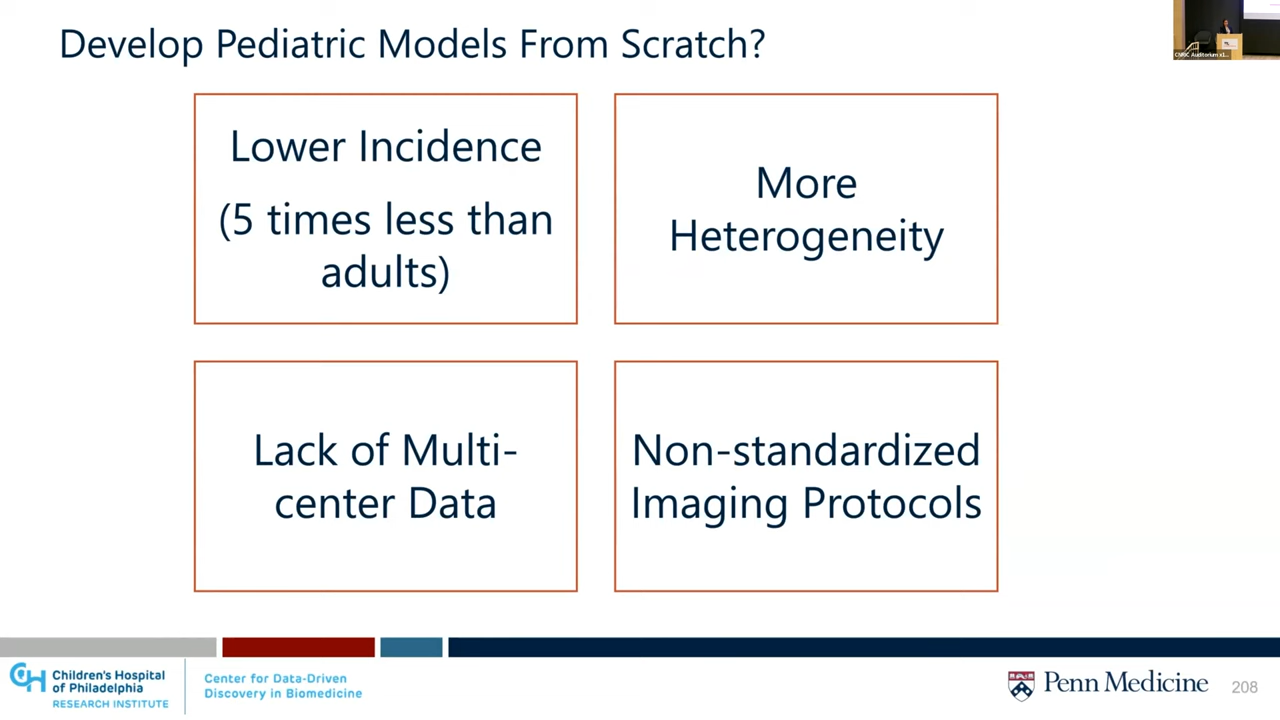 Develop Pediatric Models From Scratch?
Lower Incidence
(5 times less than
adults)
More
Heterogeneity
Lack of Multi-
center Data
Non-standardized
Imaging Protocols
Children's Hospital
of Philadelphia
RESEARCH INSTITUTE
Center for Data-Driven
Discovery in Biomedicine
Penn Medicine
208